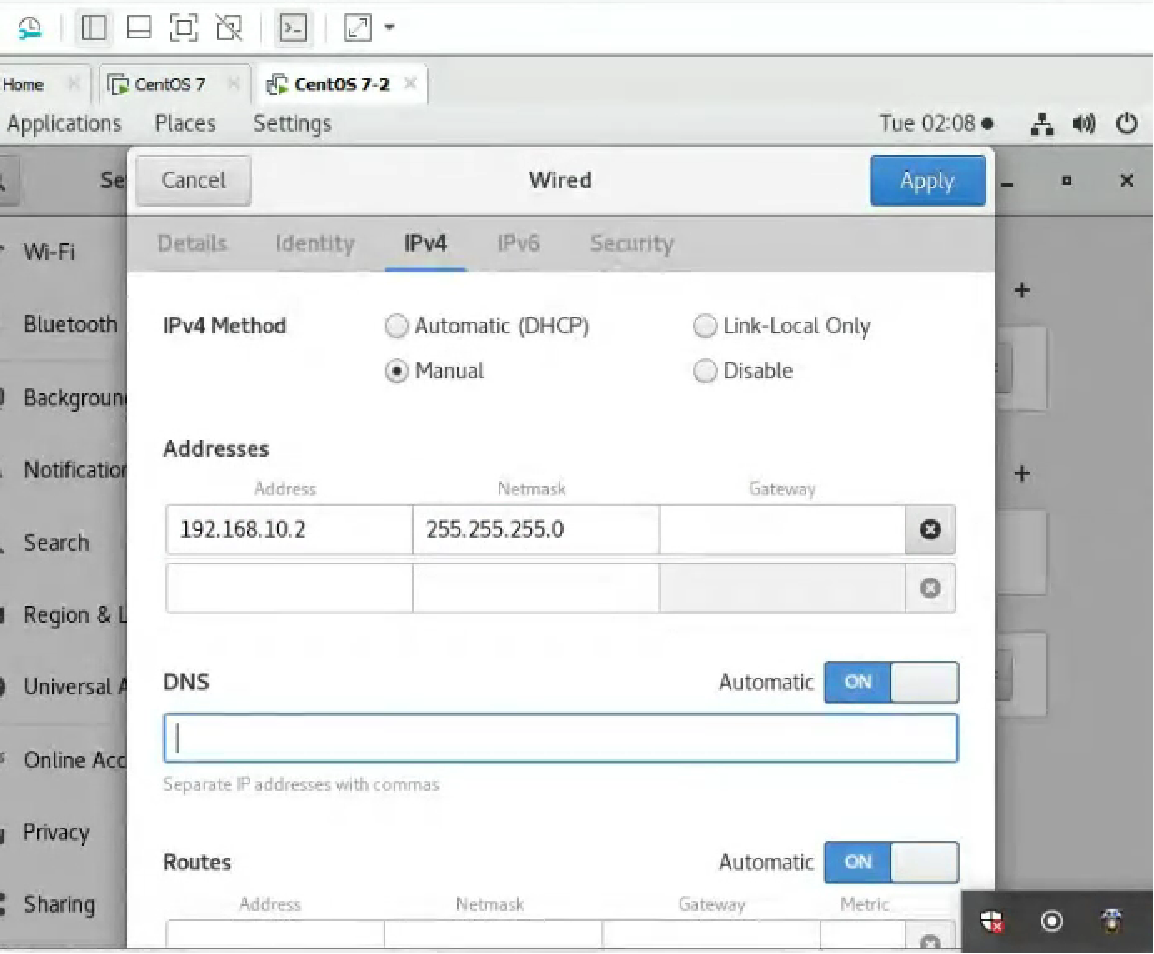 Home CentOS 7 CentOS 7-2
Applications Places Settings Tue 02:08
Cancel Wired Apply
Details Identity IPv4 IPv6 Security
Wi-Fi
Bluetooth
IPv4 Method Automatic (DHCP) Link-Local Only
Manual Disable
Backgroun
Addresses
Notification
Address Netmask Gateway
192.168.10.2 255.255.255.0
Search
Region & L
DNS Automatic ON
Universal A
Online Acc
Separate IP addresses with commas
Privacy
Routes Automatic ON
Sharing
Address Netmask Gateway Metric